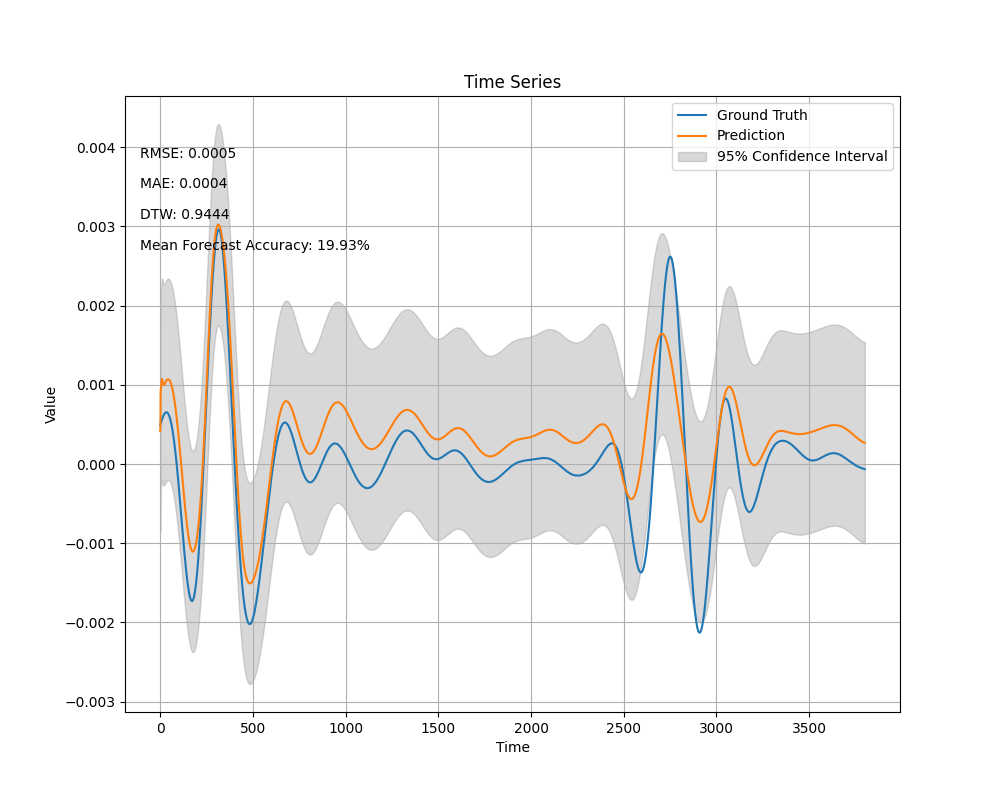 Time Series
Ground Truth
Prediction
95% Confidence Interval
RMSE: 0.0005
MAE: 0.0004
DTW: 0.9444
Mean Forecast Accuracy: 19.93%
Value
0.004
0.003
0.002
0.001
0.000
−0.001
−0.002
−0.003
0 500 1000 1500 2000 2500 3000 3500
Time